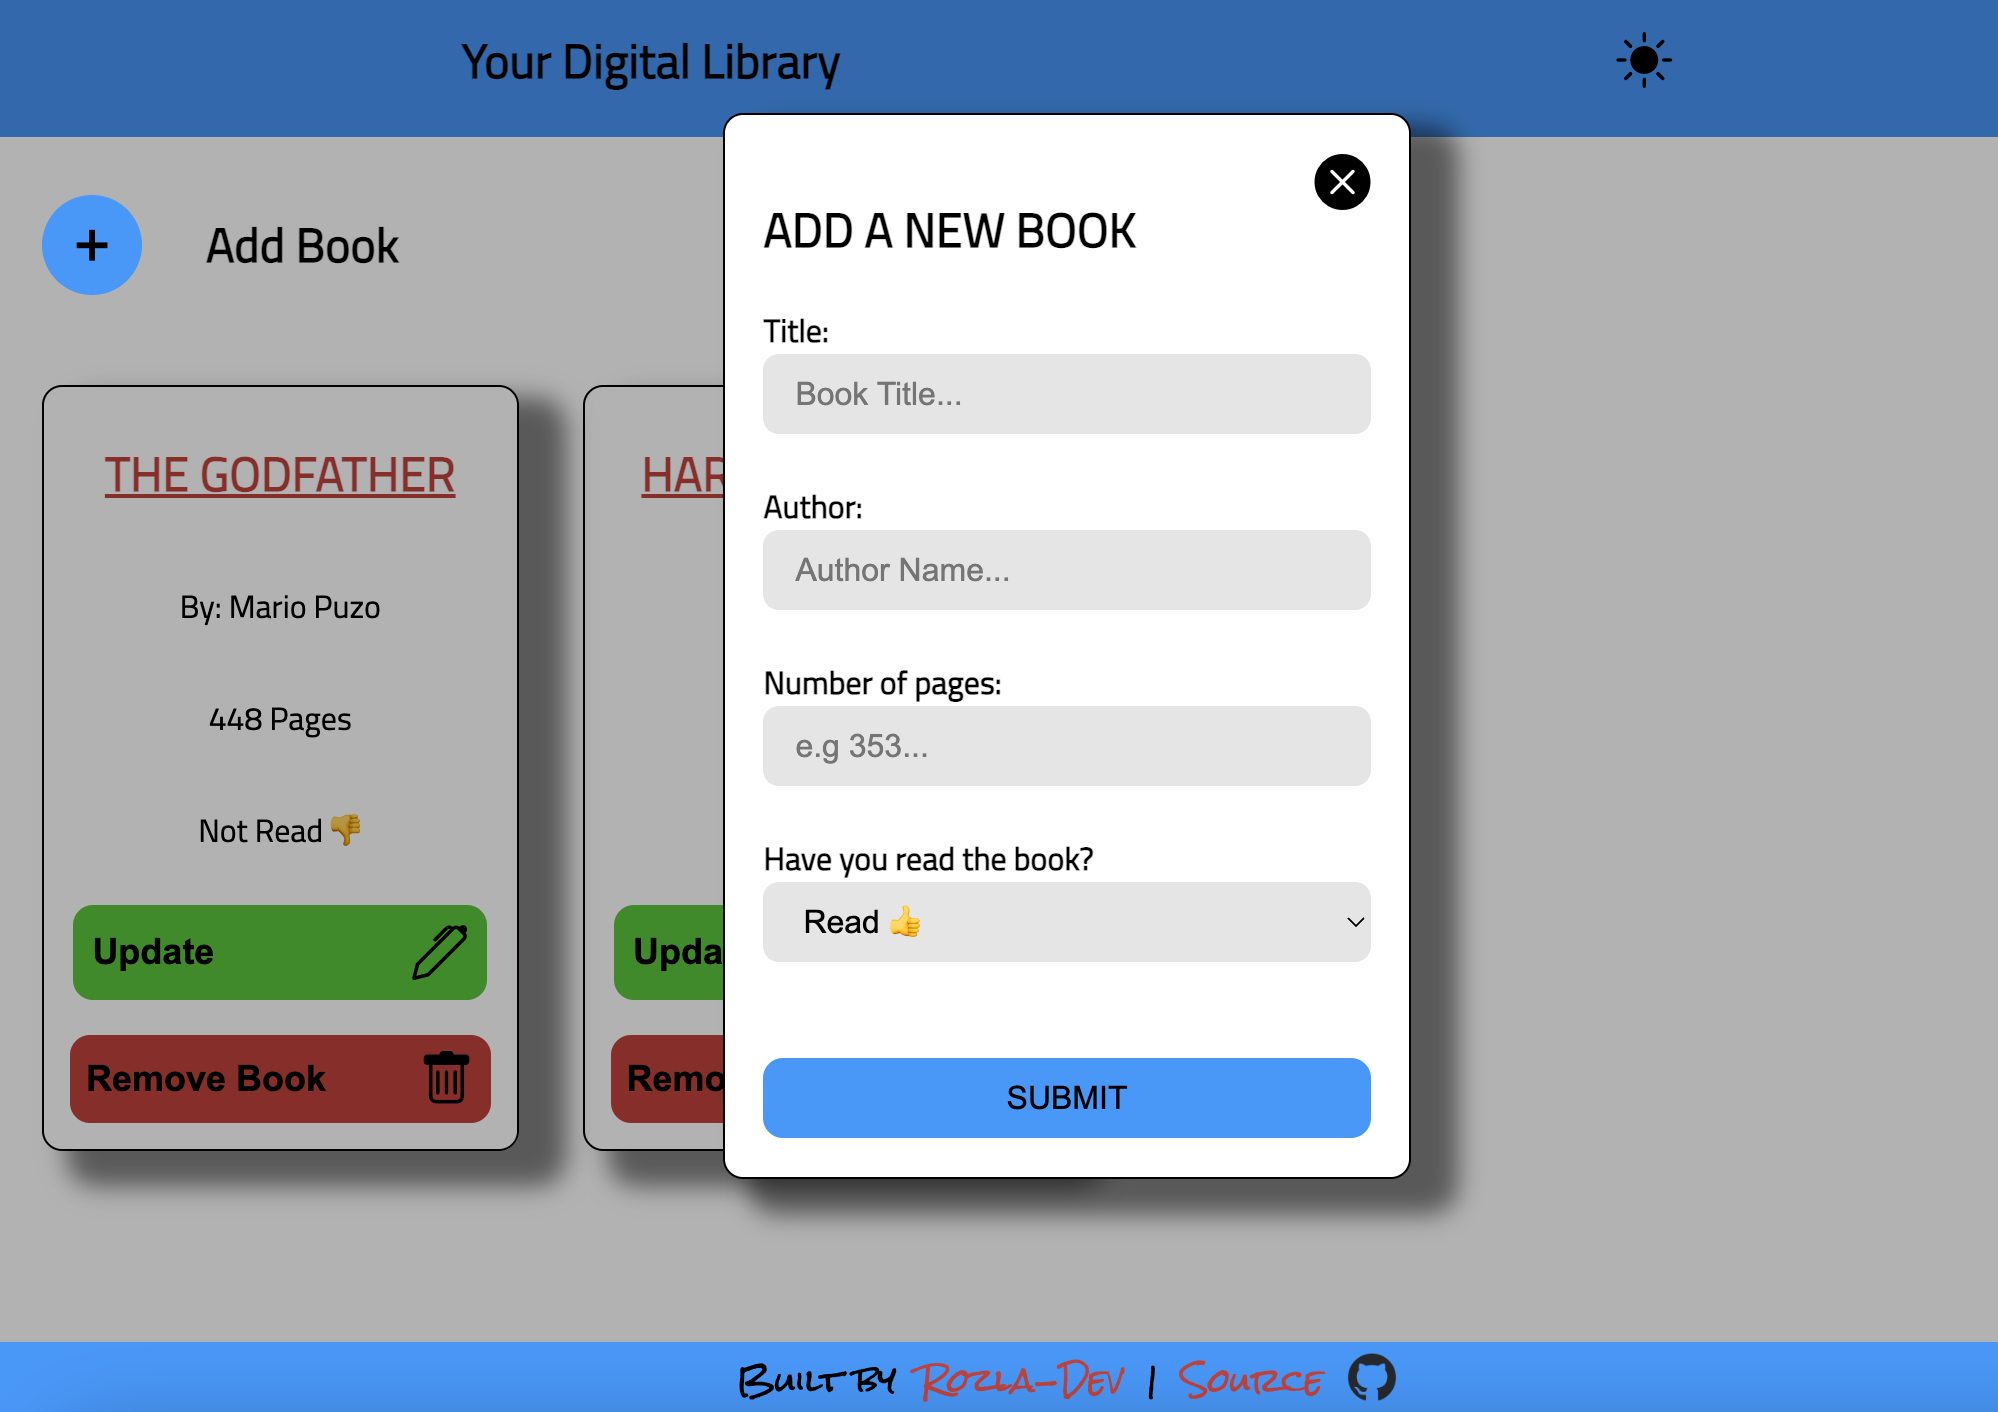 Your Digital Library
Add Book
THE GODFATHER
By: Mario Puzo
448 Pages
Not Read 👎
Update
Remove Book
HAR
Upda
Remo
ADD A NEW BOOK
Title:
Book Title...
Author:
Author Name...
Number of pages:
e.g 353...
Have you read the book?
Read 👍
SUBMIT
Built by Rozla-Dev | Source